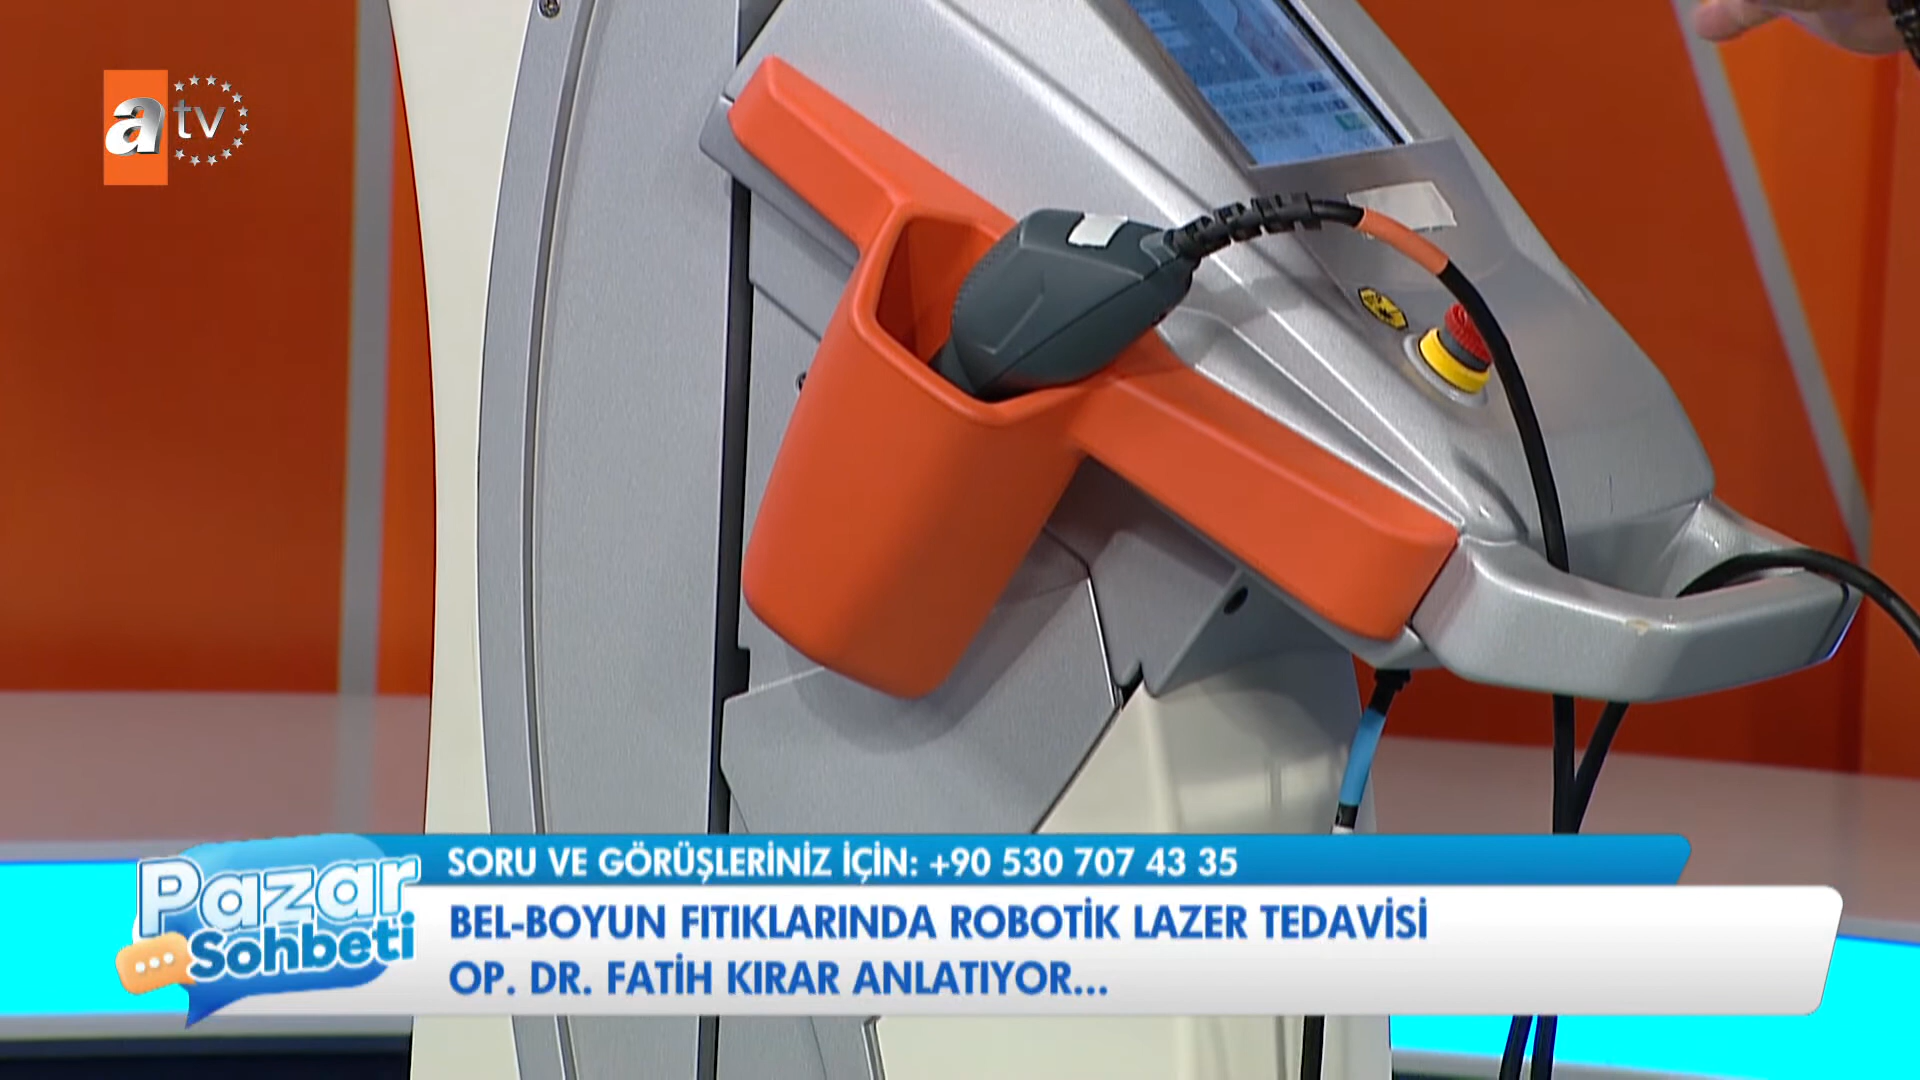 a tv
SORU VE GÖRÜŞLERİNİZ İÇİN: +90 530 707 43 35
Pazar
Sohbeti
BEL-BOYUN FITIKLARINDA ROBOTİK LAZER TEDAVİSİ
OP. DR. FATİH KIRAR ANLATIYOR...